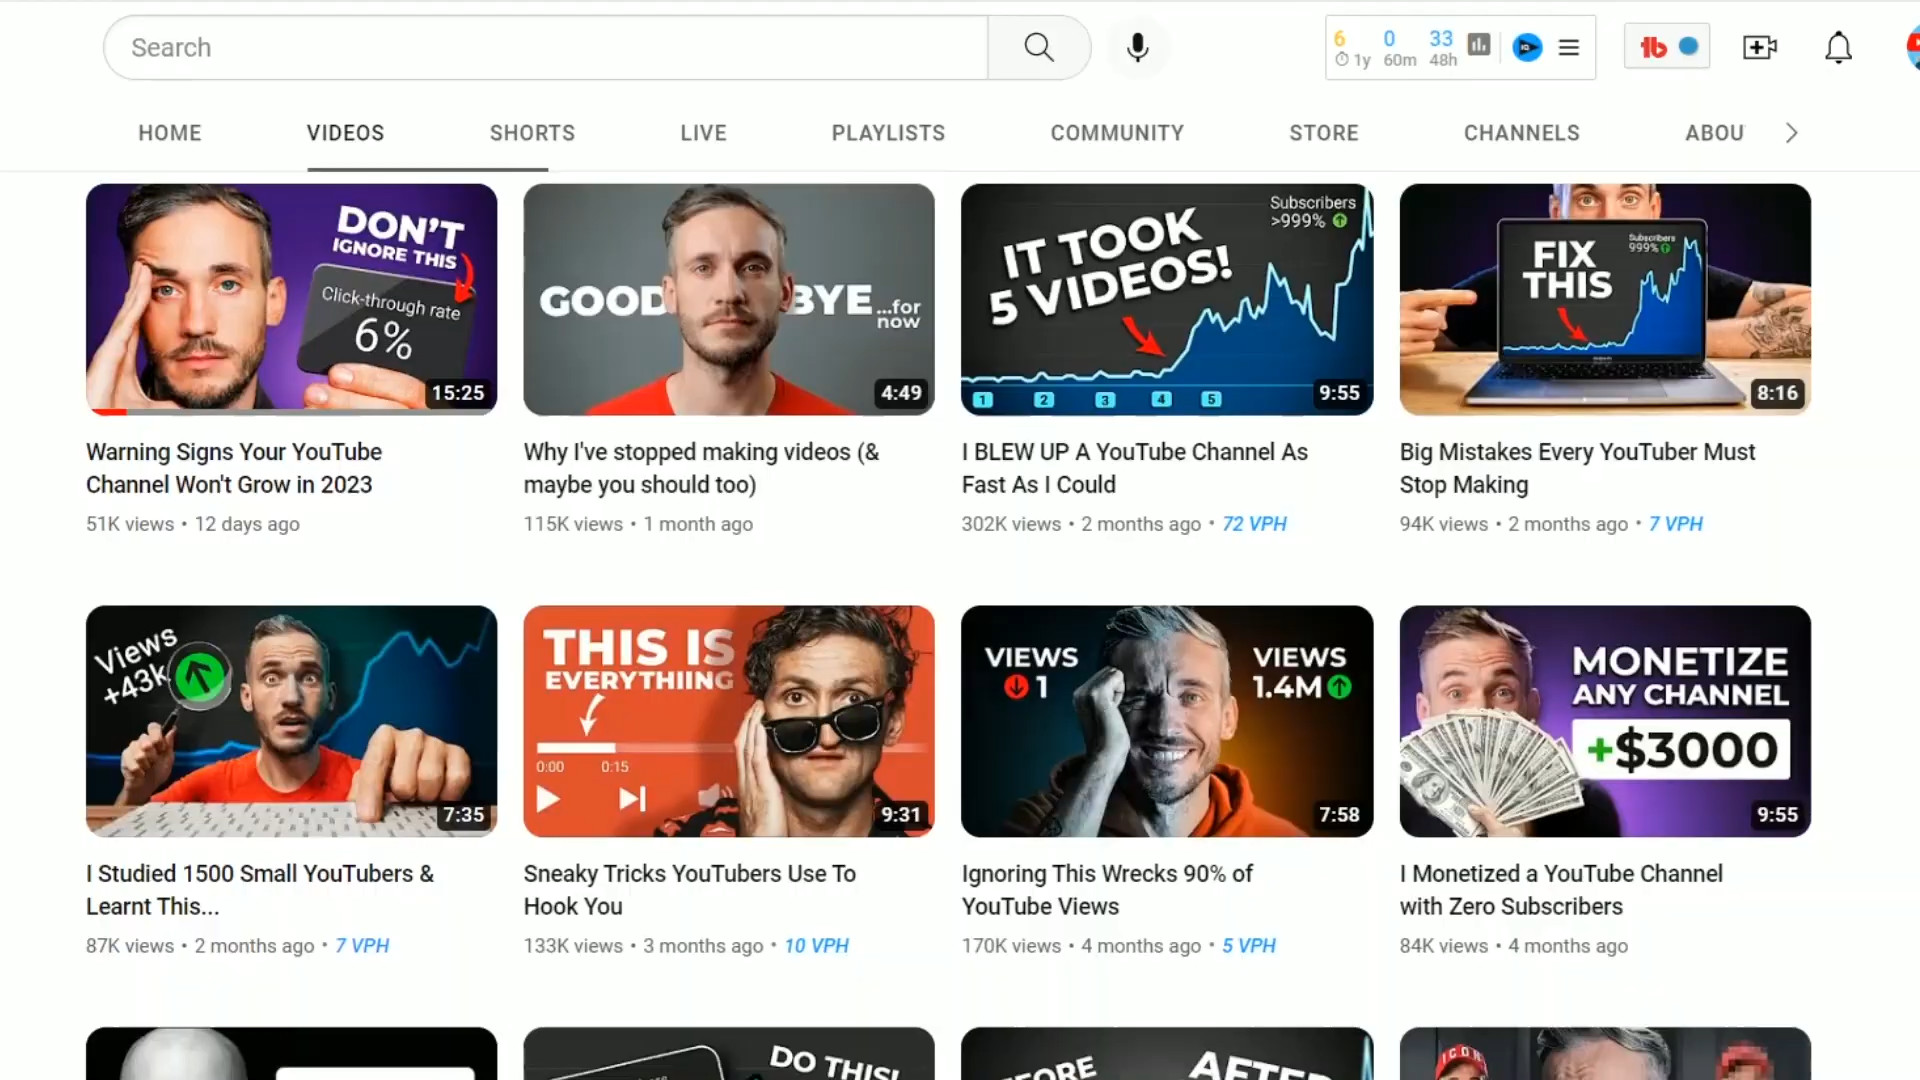 Search
6 0 33
1y 60m 48h
HOME VIDEOS SHORTS LIVE PLAYLISTS COMMUNITY STORE CHANNELS ABOU
DON'T
IGNORE THIS
Click-through rate
6%
15:25
GOOD BYE ...for
now
4:49
Subscribers
>999%
IT TOOK
5 VIDEOS!
1 2 3 4 5
9:55
Subscribers
999%
FIX
THIS
8:16
Warning Signs Your YouTube
Channel Won't Grow in 2023
51K views • 12 days ago
Why I've stopped making videos (&
maybe you should too)
115K views • 1 month ago
I BLEW UP A YouTube Channel As
Fast As I Could
302K views • 2 months ago • 72 VPH
Big Mistakes Every YouTuber Must
Stop Making
94K views • 2 months ago • 7 VPH
Views
+43k
7:35
THIS IS
EVERYTHIING
0:00 0:15
9:31
VIEWS
1
VIEWS
1.4M
7:58
MONETIZE
ANY CHANNEL
+$3000
9:55
I Studied 1500 Small YouTubers &
Learnt This...
87K views • 2 months ago • 7 VPH
Sneaky Tricks YouTubers Use To
Hook You
133K views • 3 months ago • 10 VPH
Ignoring This Wrecks 90% of
YouTube Views
170K views • 4 months ago • 5 VPH
I Monetized a YouTube Channel
with Zero Subscribers
84K views • 4 months ago
DO THIS!
AFTER
ICON